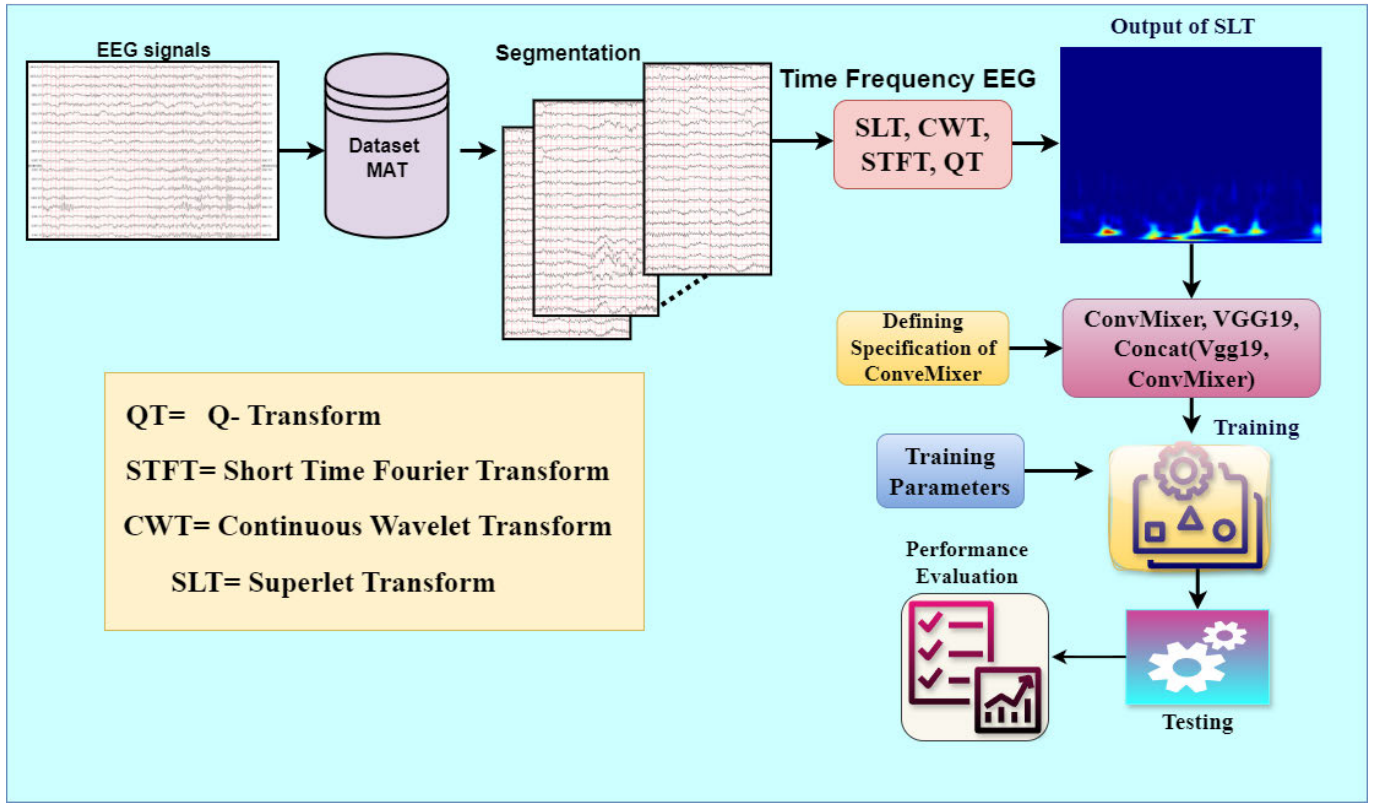 EEG signals
Dataset
MAT
Segmentation
Time Frequency EEG
SLT, CWT,
STFT, QT
Output of SLT
Defining
Specification of
ConveMixer
ConvMixer, VGG19,
Concat(Vgg19,
ConvMixer)
Training
Training
Parameters
Performance
Evaluation
Testing
QT= Q- Transform
STFT= Short Time Fourier Transform
CWT= Continuous Wavelet Transform
SLT= Superlet Transform